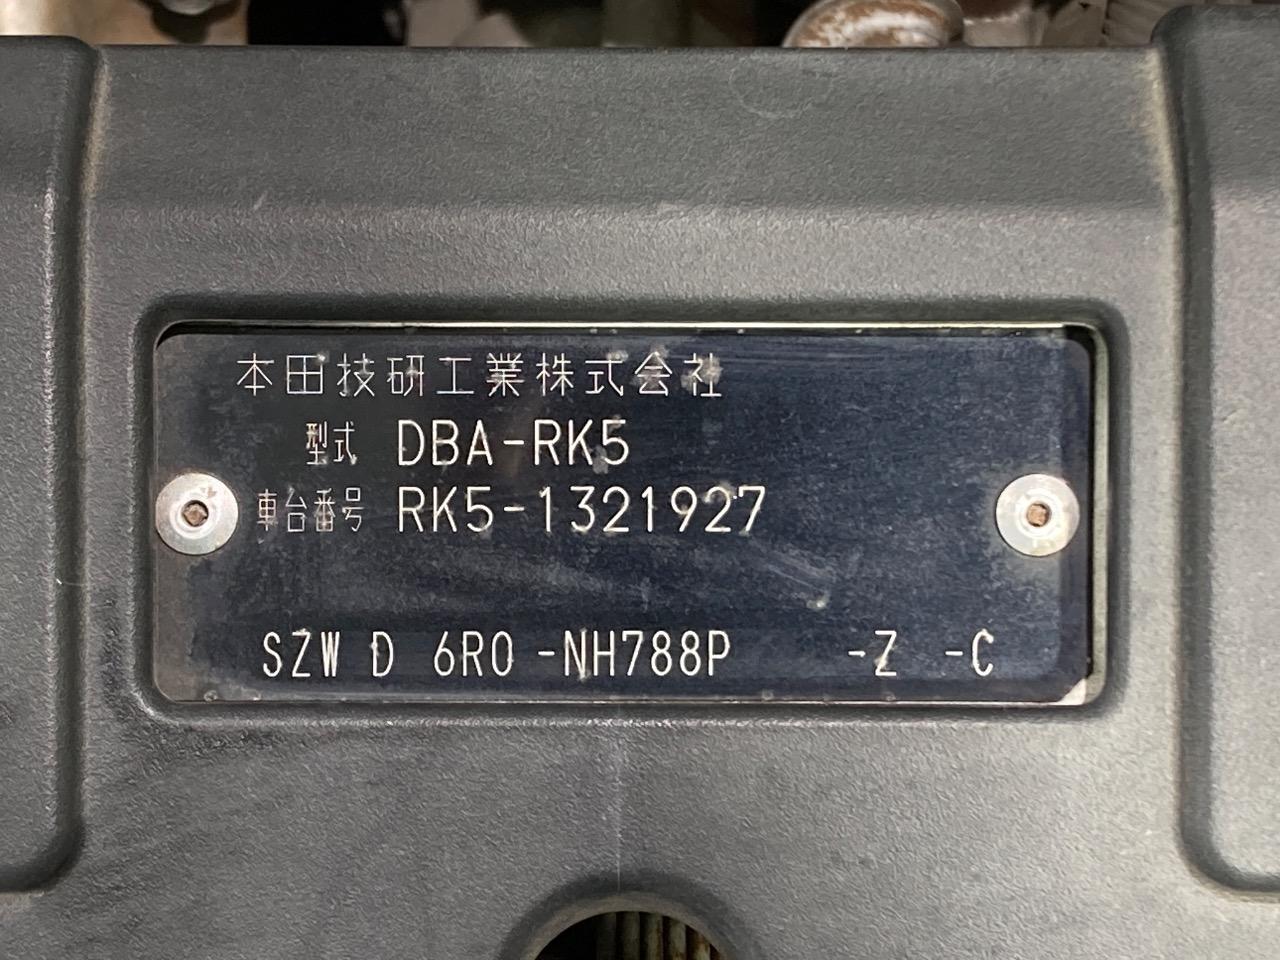 本田技研工業株式会社
型式 DBA-RK5
車台番号 RK5-1321927
SZW D 6R0 -NH788P -Z -C